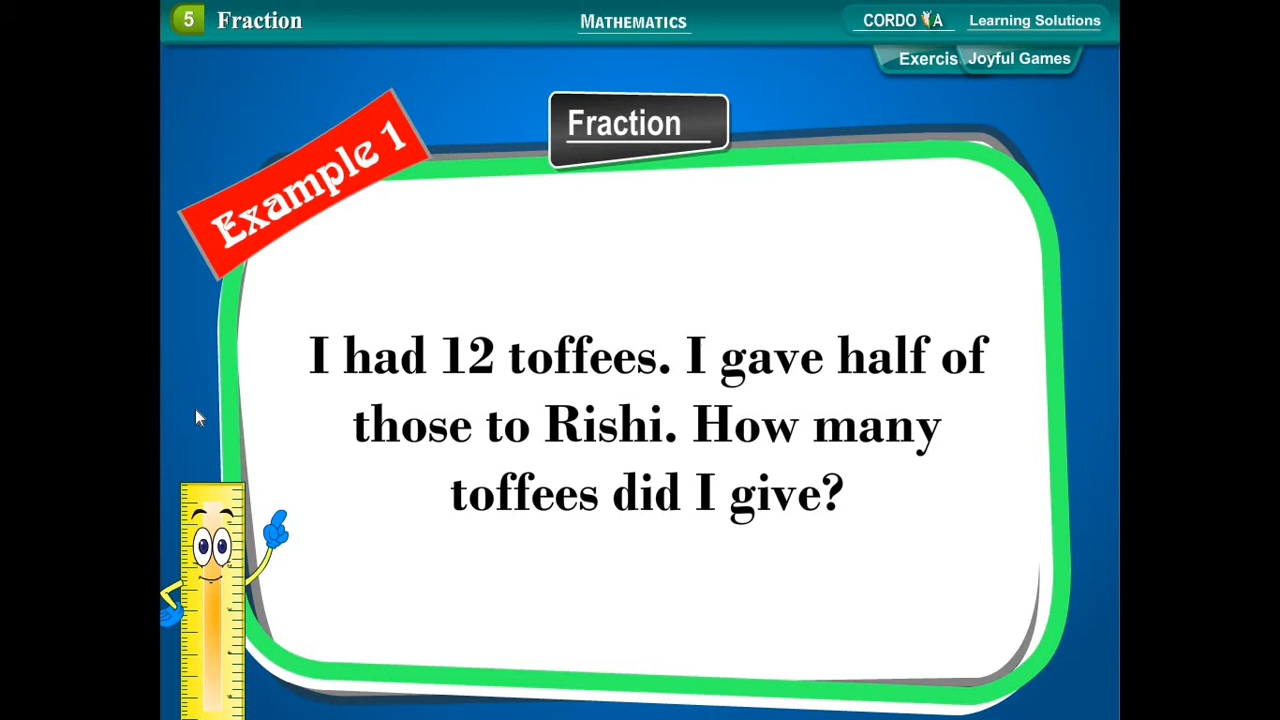 5 Fraction
MATHEMATICS
CORDO A Learning Solutions
Exercis Joyful Games
Fraction
Example 1
I had 12 toffees. I gave half of
those to Rishi. How many
toffees did I give?